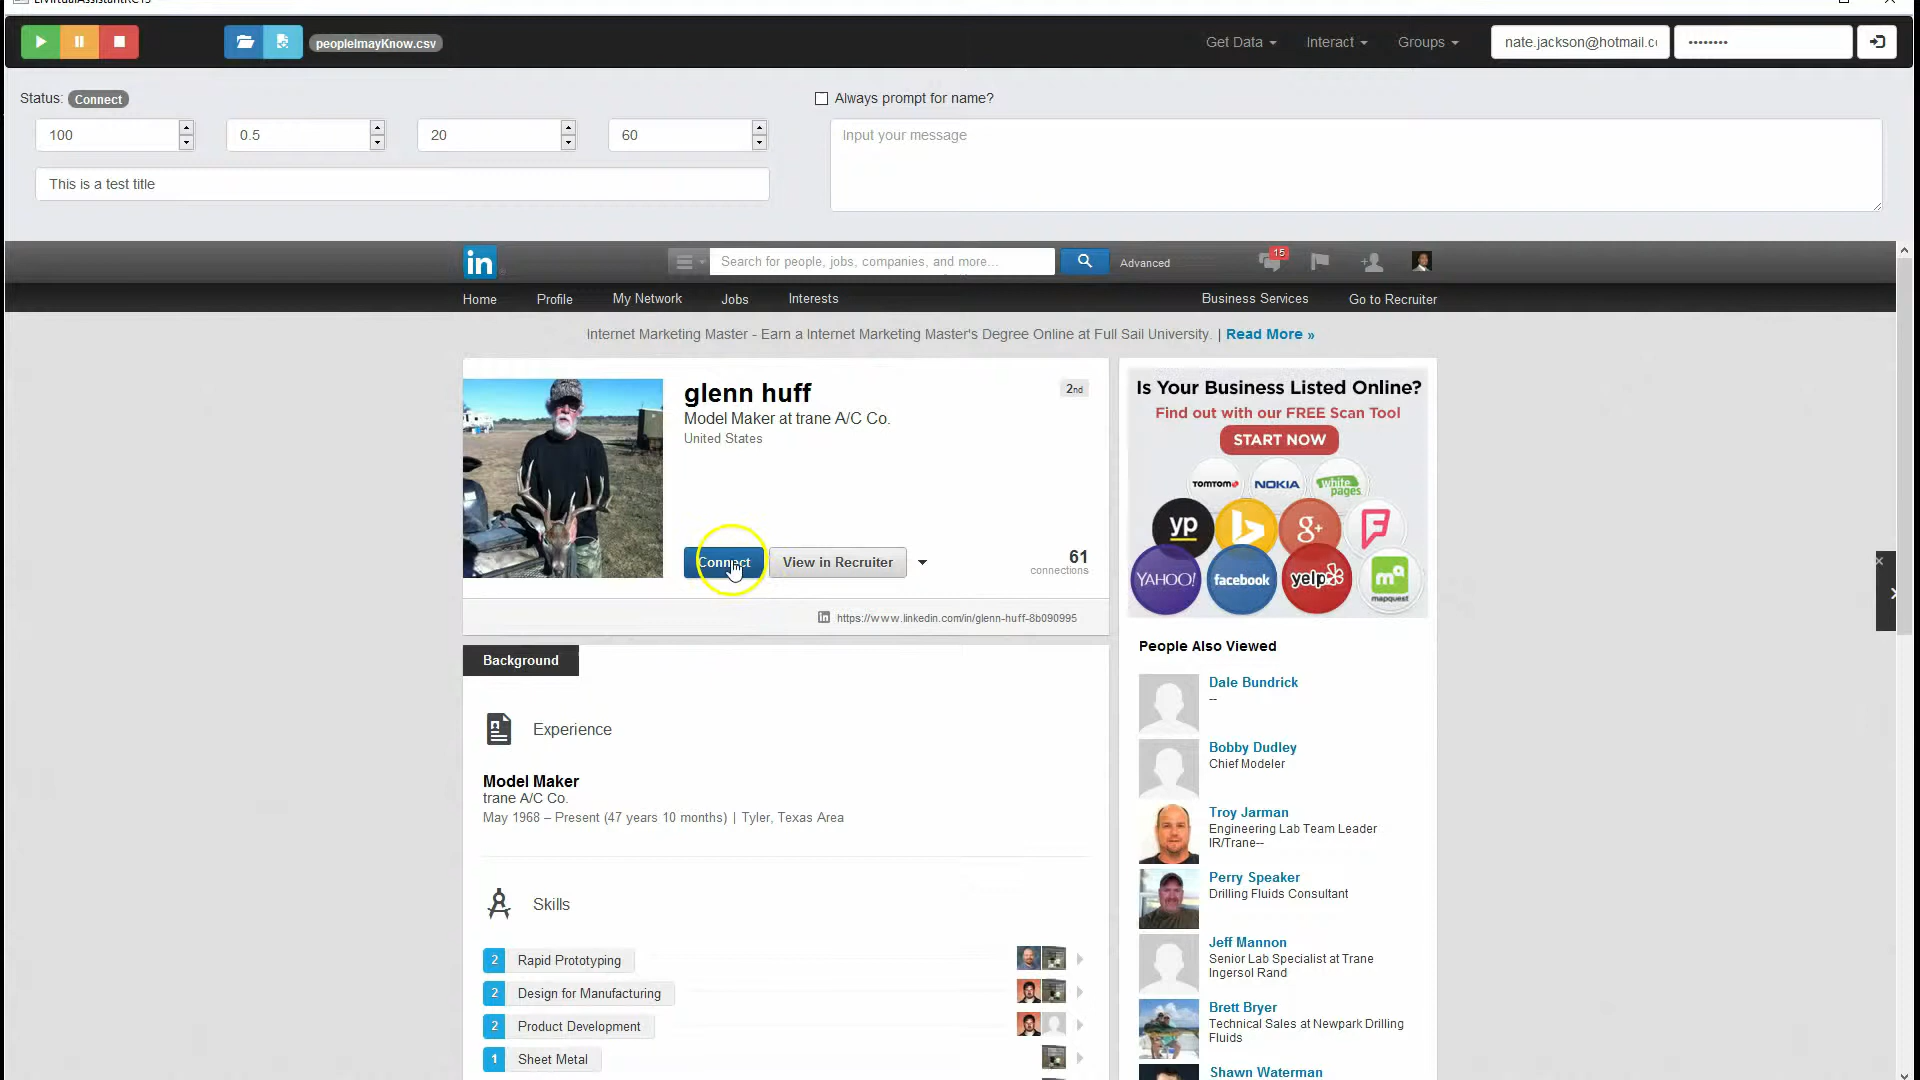 peopleImayKnow.csv
Get Data
Interact
Groups
nate.jackson@hotmail.c
••••••••
Status: Connect
Always prompt for name?
100
0.5
20
60
Input your message
This is a test title
in
Search for people, jobs, companies, and more...
Advanced
15
Home
Profile
My Network
Jobs
Interests
Business Services
Go to Recruiter
Internet Marketing Master - Earn a Internet Marketing Master's Degree Online at Full Sail University. | Read More »
glenn huff
2nd
Model Maker at trane A/C Co.
United States
Connect
View in Recruiter
61
connections
https://www.linkedin.com/in/glenn-huff-8b090995
Background
Experience
Model Maker
trane A/C Co.
May 1968 – Present (47 years 10 months) | Tyler, Texas Area
Skills
2 Rapid Prototyping
2 Design for Manufacturing
2 Product Development
1 Sheet Metal
Is Your Business Listed Online?
Find out with our FREE Scan Tool
START NOW
TOMTOM
NOKIA
white pages
yp
g+
YAHOO!
facebook
yelp
ma
mapquest
People Also Viewed
Dale Bundrick
--
Bobby Dudley
Chief Modeler
Troy Jarman
Engineering Lab Team Leader
IR/Trane--
Perry Speaker
Drilling Fluids Consultant
Jeff Mannon
Senior Lab Specialist at Trane
Ingersol Rand
Brett Bryer
Technical Sales at Newpark Drilling
Fluids
Shawn Waterman